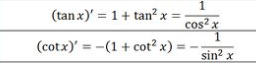 (tan x)′ = 1 + tan² x = 1/cos² x
(cot x)′ = −(1 + cot² x) = − 1/sin² x